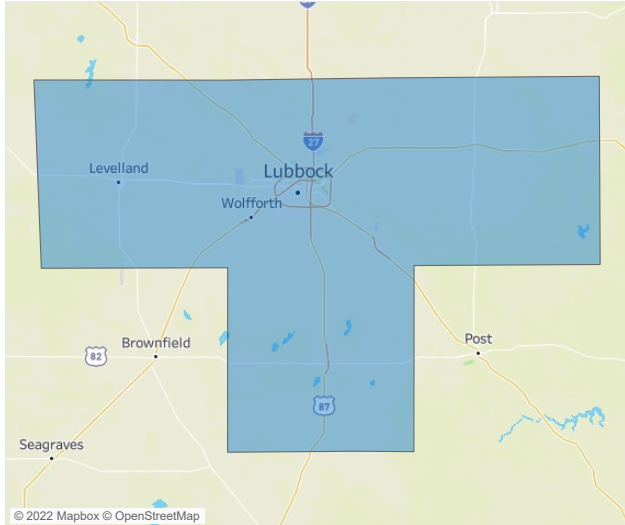 27
Levelland
Lubbock
Wolfforth
Brownfield
82
Post
87
Seagraves
© 2022 Mapbox © OpenStreetMap